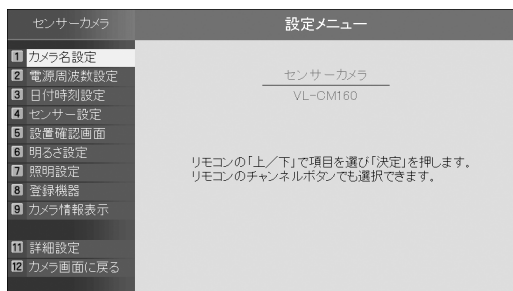 センサーカメラ
設定メニュー
1 カメラ名設定
2 電源周波数設定
3 日付時刻設定
4 センサー設定
5 設置確認画面
6 明るさ設定
7 照明設定
8 登録機器
9 カメラ情報表示
11 詳細設定
12 カメラ画面に戻る
センサーカメラ
VL-CM160
リモコンの「上／下」で項目を選び「決定」を押します。
リモコンのチャンネルボタンでも選択できます。